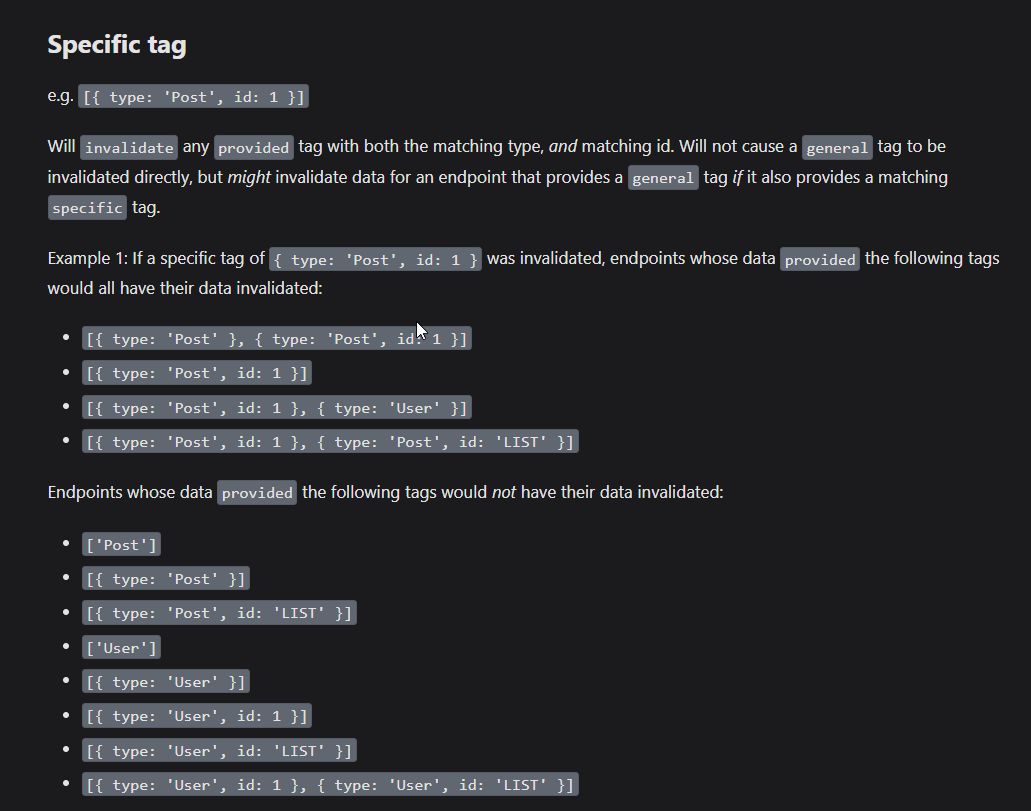 Specific tag
e.g. [{ type: 'Post', id: 1 }]
Will invalidate any provided tag with both the matching type, and matching id. Will not cause a general tag to be
invalidated directly, but might invalidate data for an endpoint that provides a general tag if it also provides a matching
specific tag.
Example 1: If a specific tag of { type: 'Post', id: 1 } was invalidated, endpoints whose data provided the following tags
would all have their data invalidated:
[{ type: 'Post' }, { type: 'Post', id: 1 }]
[{ type: 'Post', id: 1 }]
[{ type: 'Post', id: 1 }, { type: 'User' }]
[{ type: 'Post', id: 1 }, { type: 'Post', id: 'LIST' }]
Endpoints whose data provided the following tags would not have their data invalidated:
['Post']
[{ type: 'Post' }]
[{ type: 'Post', id: 'LIST' }]
['User']
[{ type: 'User' }]
[{ type: 'User', id: 1 }]
[{ type: 'User', id: 'LIST' }]
[{ type: 'User', id: 1 }, { type: 'User', id: 'LIST' }]